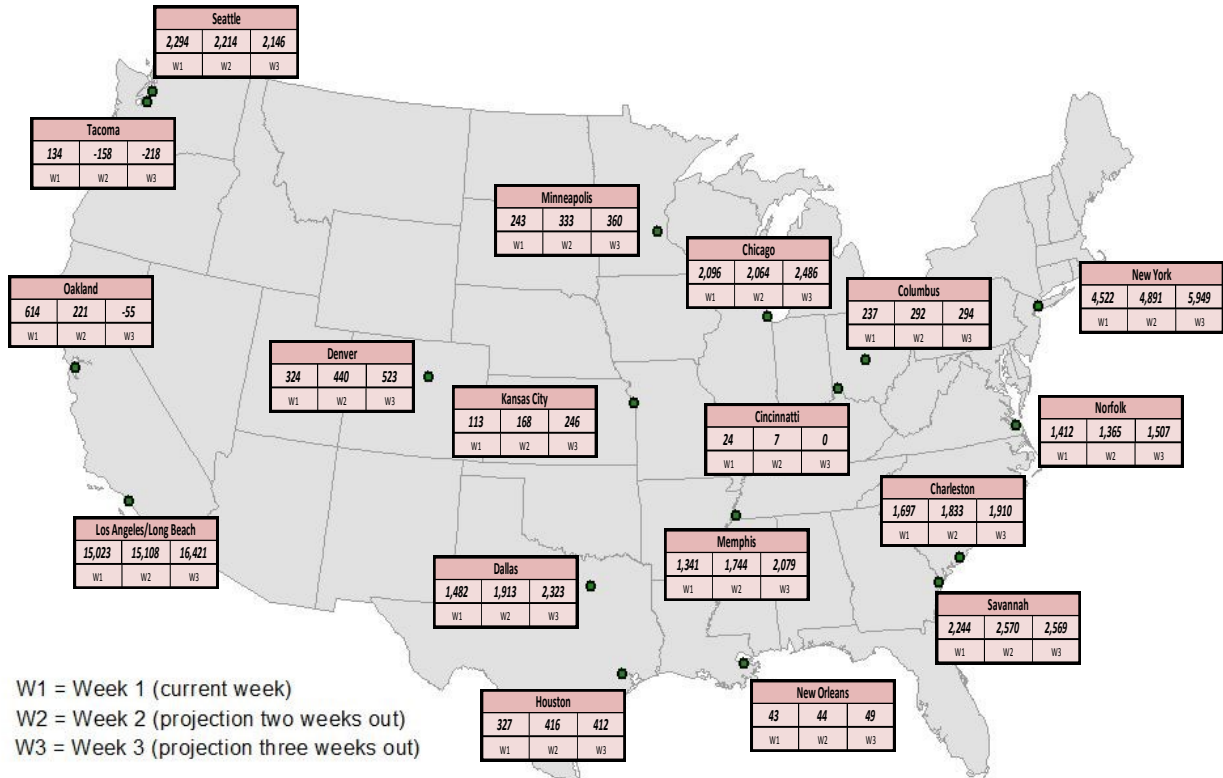 Seattle
2,294 2,214 2,146
W1 W2 W3
Tacoma
134 -158 -218
W1 W2 W3
Minneapolis
243 333 360
W1 W2 W3
Chicago
2,096 2,064 2,486
W1 W2 W3
New York
4,522 4,891 5,949
W1 W2 W3
Oakland
614 221 -55
W1 W2 W3
Columbus
237 292 294
W1 W2 W3
Denver
324 440 523
W1 W2 W3
Kansas City
113 168 246
W1 W2 W3
Cincinnatti
24 7 0
W1 W2 W3
Norfolk
1,412 1,365 1,507
W1 W2 W3
Charleston
1,697 1,833 1,910
W1 W2 W3
Los Angeles/Long Beach
15,023 15,108 16,421
W1 W2 W3
Memphis
1,341 1,744 2,079
W1 W2 W3
Dallas
1,482 1,913 2,323
W1 W2 W3
Savannah
2,244 2,570 2,569
W1 W2 W3
Houston
327 416 412
W1 W2 W3
New Orleans
43 44 49
W1 W2 W3
W1 = Week 1 (current week)
W2 = Week 2 (projection two weeks out)
W3 = Week 3 (projection three weeks out)